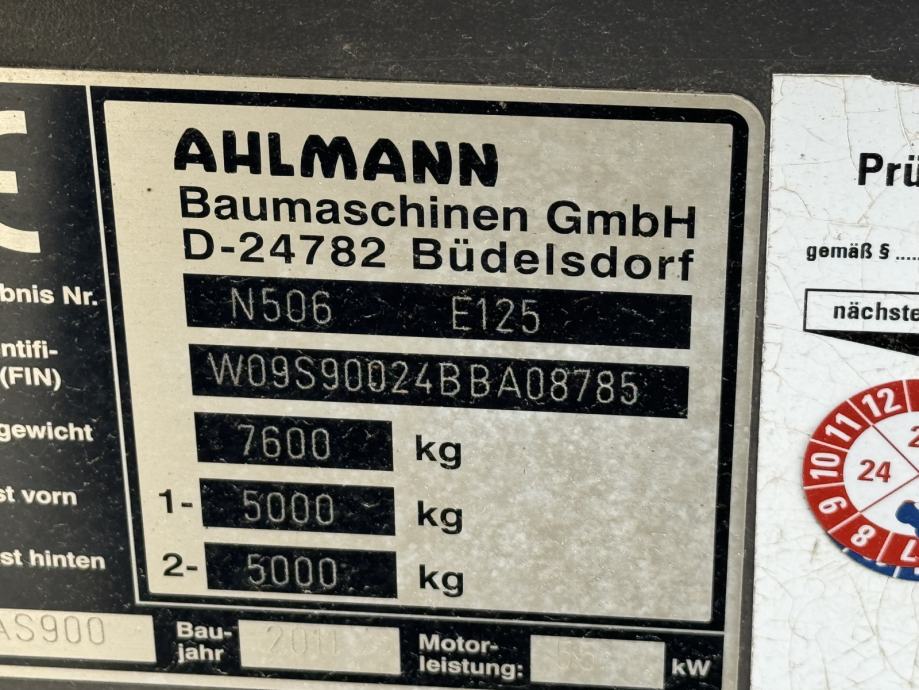 AHLMANN
Baumaschinen GmbH
D-24782 Büdelsdorf
bnis Nr.
N506 E125
ntifi-
(FIN)
W09S90024BBA08785
gewicht
7600 kg
st vorn
1- 5000 kg
st hinten
2- 5000 kg
AS900
Bau-
jahr
2011
Motor-
leistung:
kW
Prü
gemäß §
nächste
12
11
10
9
8
7
24
2